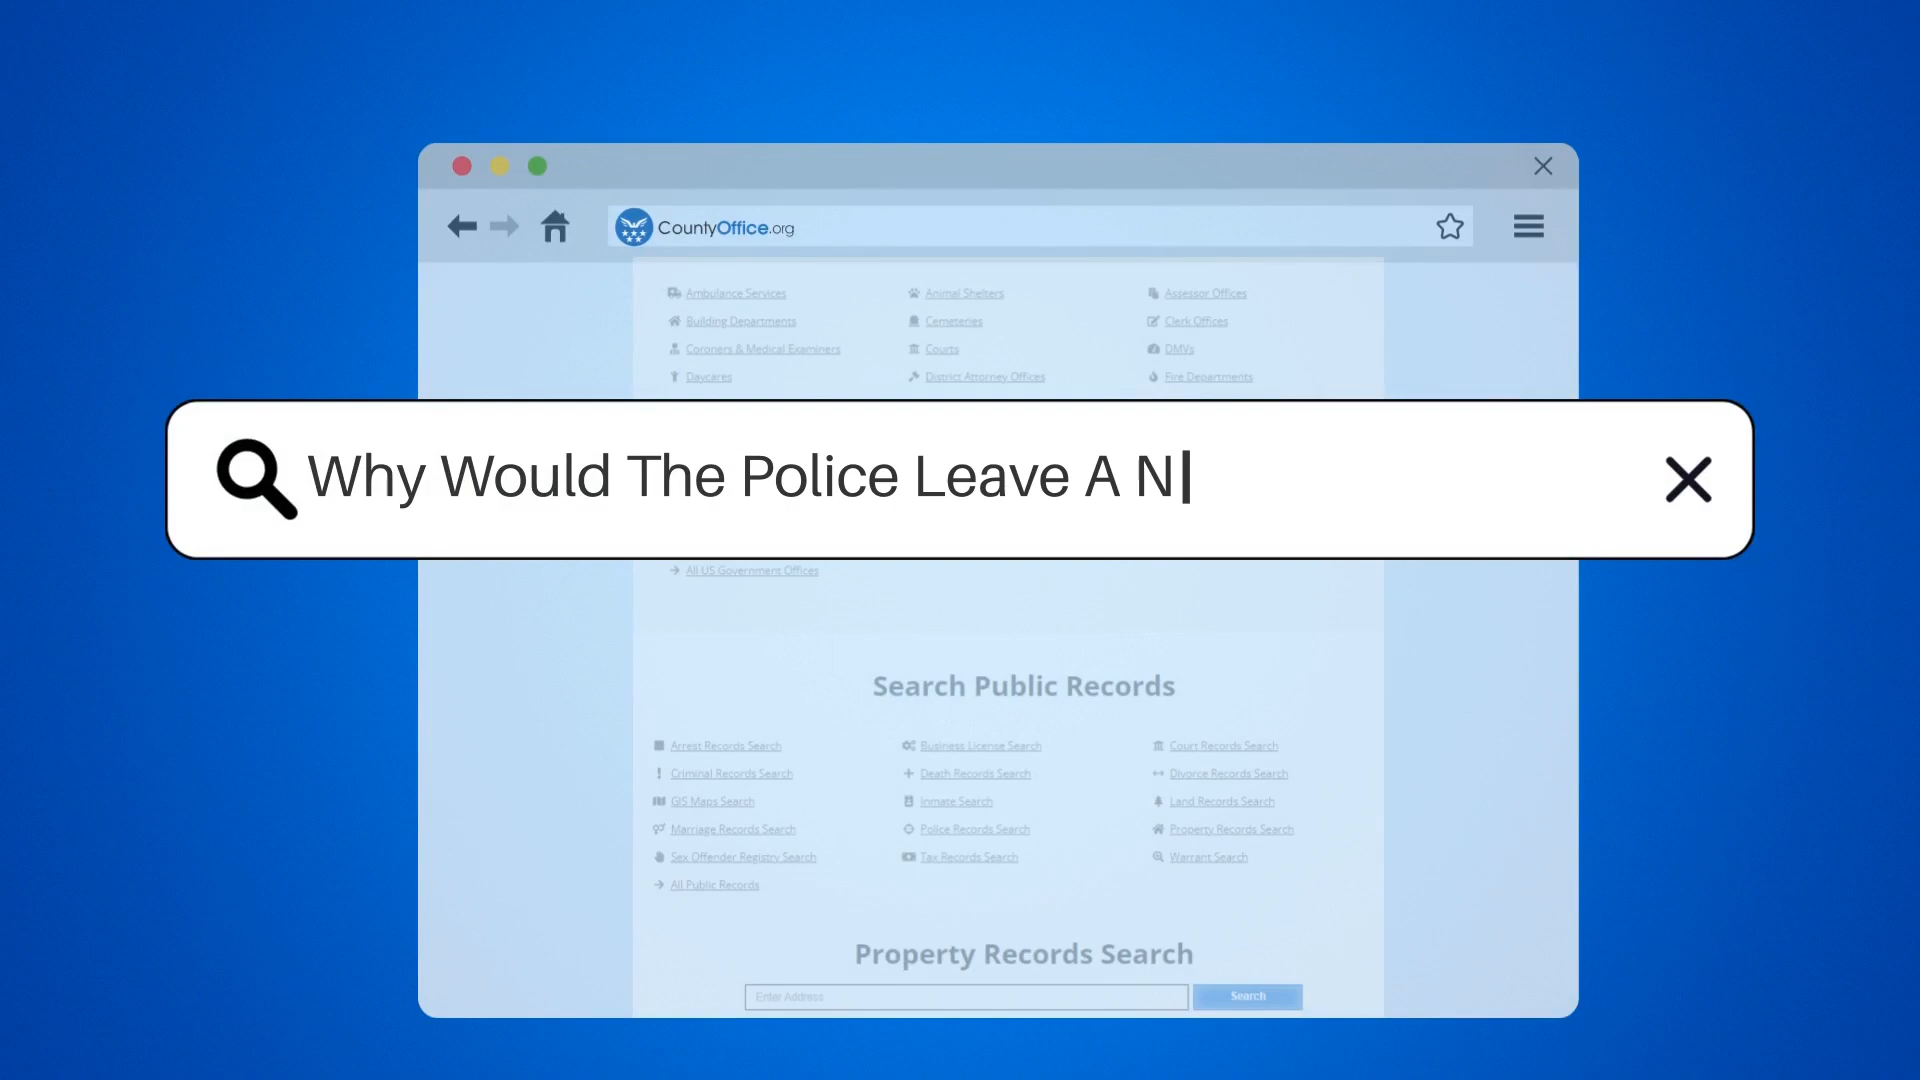 CountyOffice.org
Ambulance Services Animal Shelters Assessor Offices
Building Departments Cemeteries Clerk Offices
Coroners & Medical Examiners Courts DMVs
Daycares District Attorney Offices Fire Departments
Why Would The Police Leave A N
All US Government Offices
Search Public Records
Arrest Records Search Business License Search Court Records Search
Criminal Records Search Death Records Search Divorce Records Search
GIS Maps Search Inmate Search Land Records Search
Marriage Records Search Police Records Search Property Records Search
Sex Offender Registry Search Tax Records Search Warrant Search
All Public Records
Property Records Search
Enter Address Search